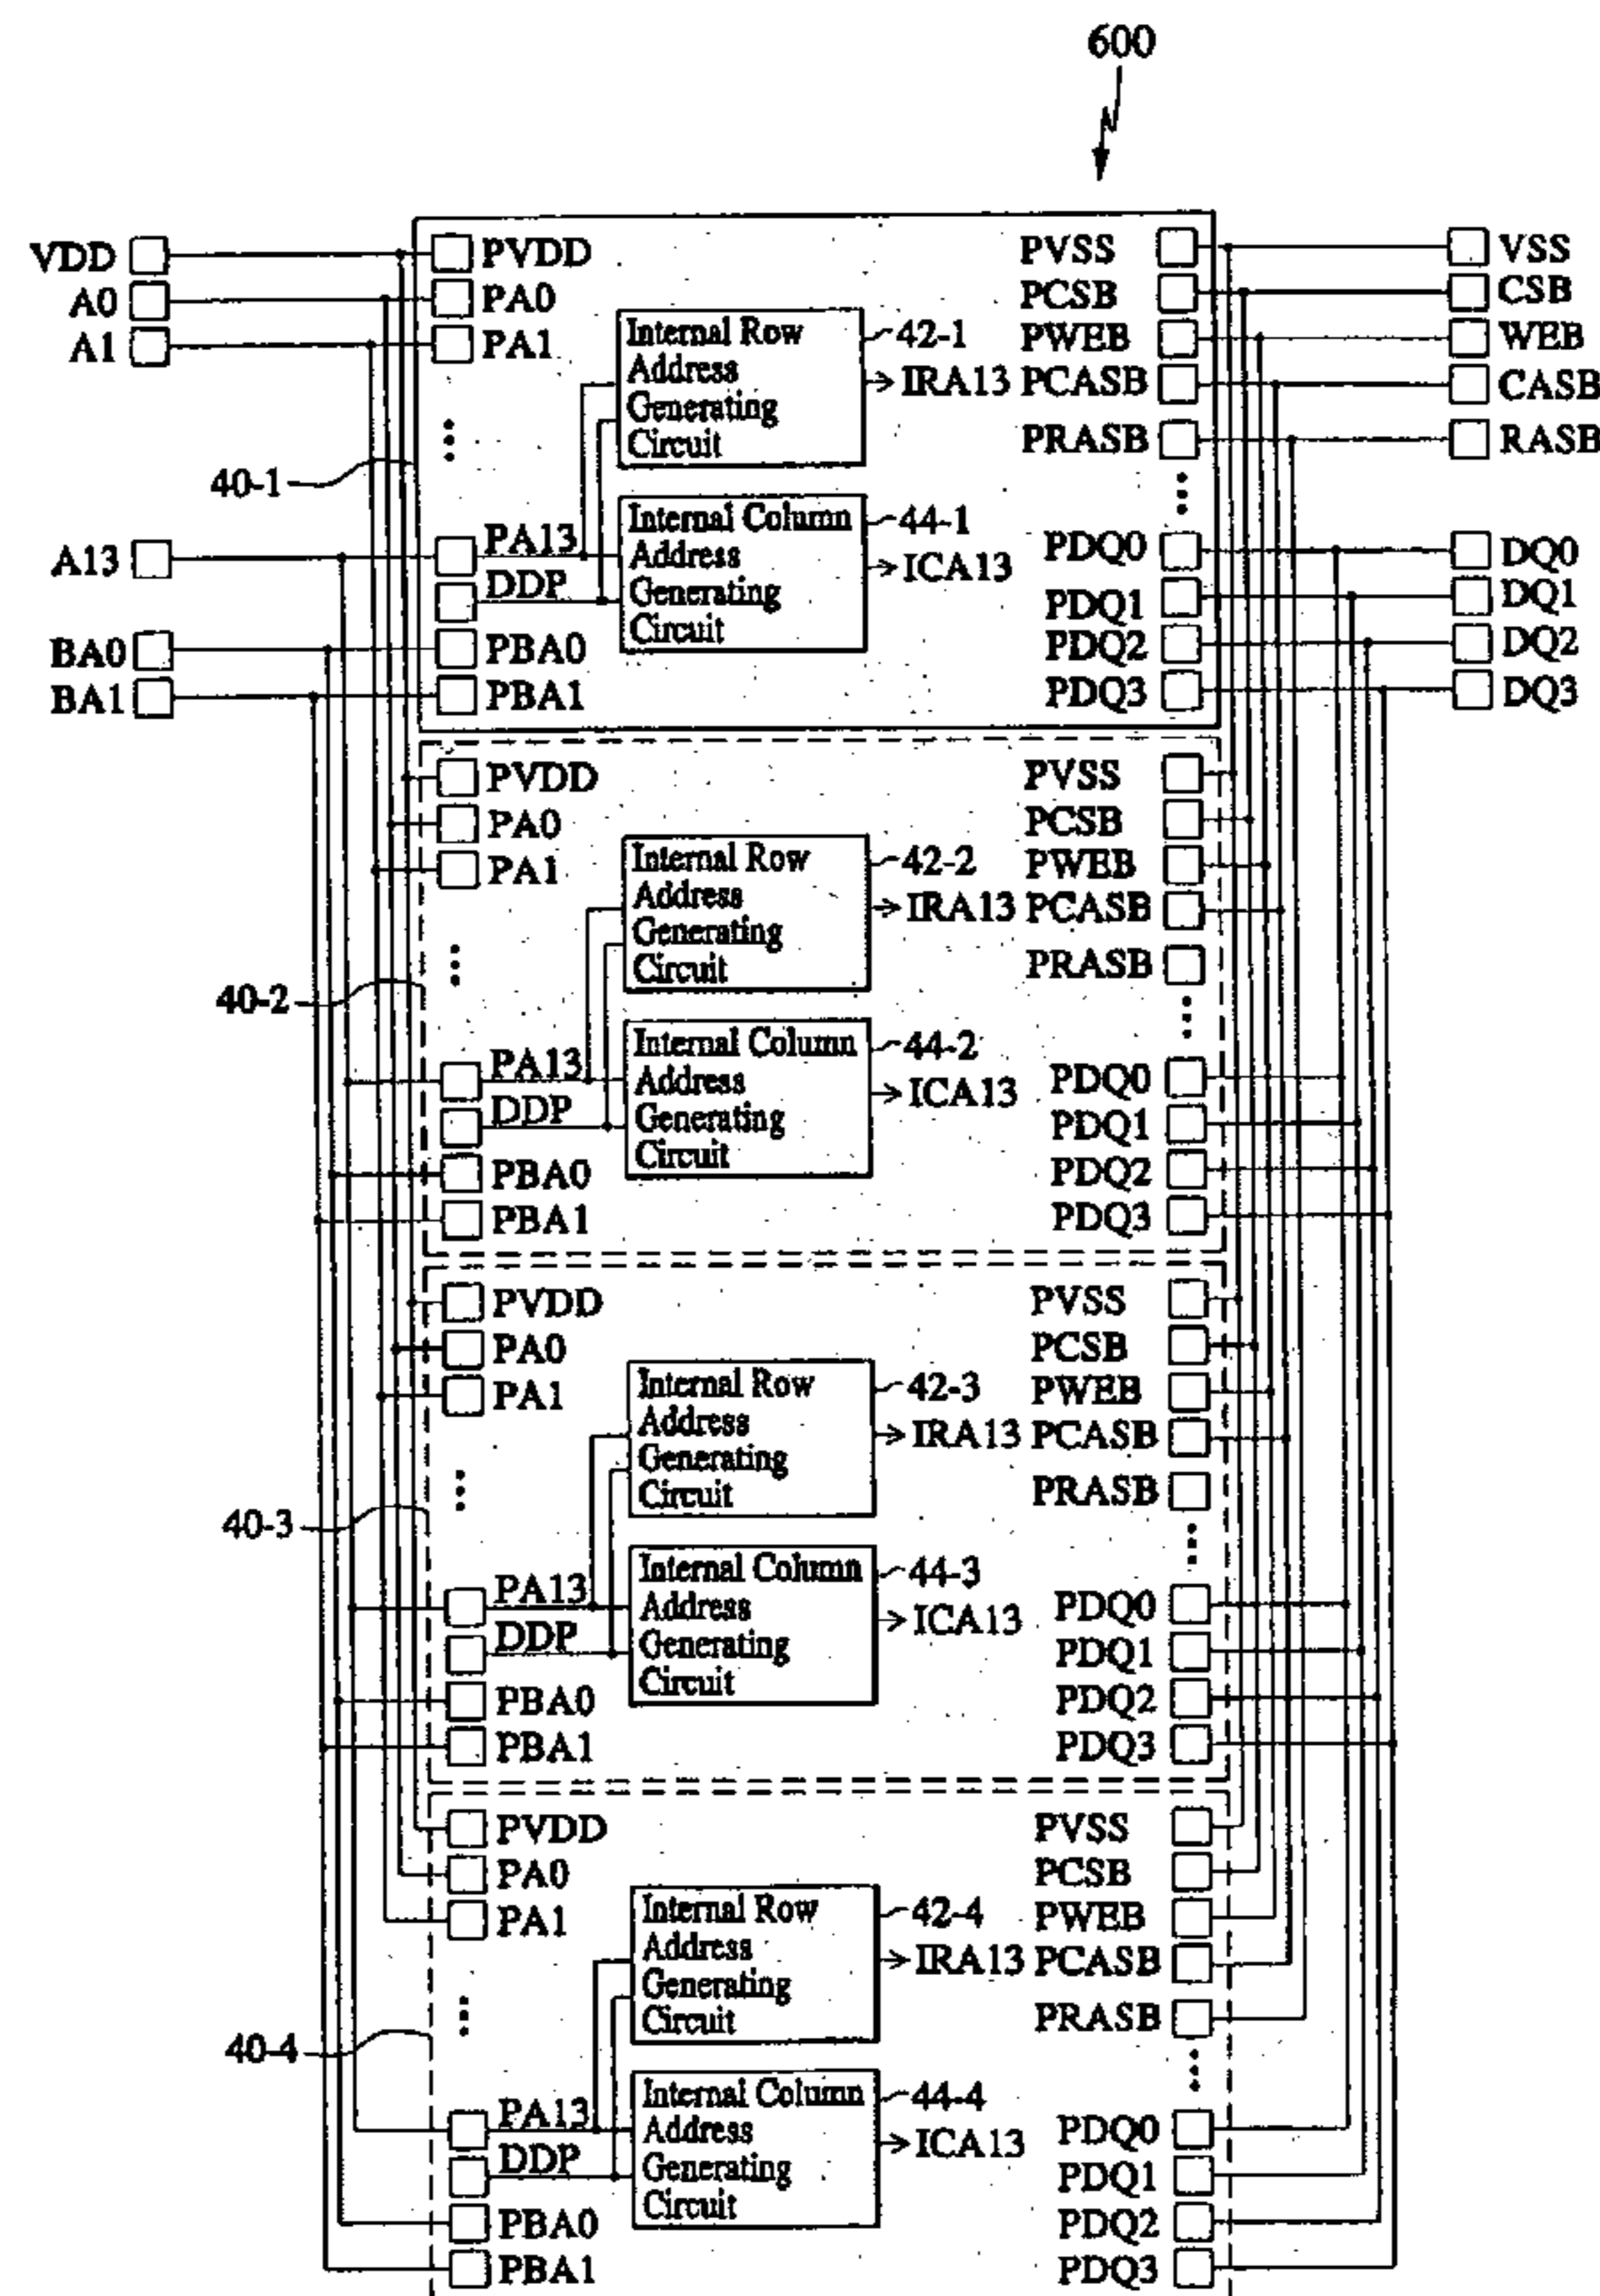 600
VDD
A0
A1
A13
BA0
BA1
40-1
PVDD
PA0
PA1
PA13
DDP
PBA0
PBA1
Internal Row
Address
Generating
Circuit
42-1
IRA13
Internal Column
Address
Generating
Circuit
44-1
ICA13
PVSS
PCSB
PWEB
PCASB
PRASB
PDQ0
PDQ1
PDQ2
PDQ3
VSS
CSB
WEB
CASB
RASB
DQ0
DQ1
DQ2
DQ3
40-2
PVDD
PA0
PA1
PA13
DDP
PBA0
PBA1
Internal Row
Address
Generating
Circuit
42-2
IRA13
Internal Column
Address
Generating
Circuit
44-2
ICA13
PVSS
PCSB
PWEB
PCASB
PRASB
PDQ0
PDQ1
PDQ2
PDQ3
40-3
PVDD
PA0
PA1
PA13
DDP
PBA0
PBA1
Internal Row
Address
Generating
Circuit
42-3
IRA13
Internal Column
Address
Generating
Circuit
44-3
ICA13
PVSS
PCSB
PWEB
PCASB
PRASB
PDQ0
PDQ1
PDQ2
PDQ3
40-4
PVDD
PA0
PA1
PA13
DDP
PBA0
PBA1
Internal Row
Address
Generating
Circuit
42-4
IRA13
Internal Column
Address
Generating
Circuit
44-4
ICA13
PVSS
PCSB
PWEB
PCASB
PRASB
PDQ0
PDQ1
PDQ2
PDQ3